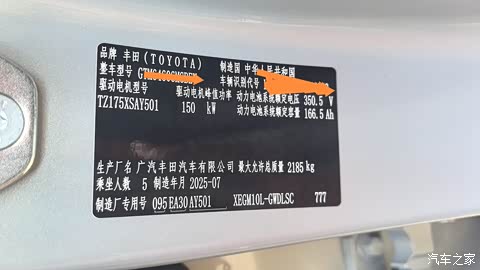 品牌 丰田(TOYOTA) 制造国 中华人民共和国
整车型号 车辆识别代号
驱动电机型号 驱动电机峰值功率 动力电池系统额定电压 350.5 V
TZ175XSAY501 150 kW 动力电池系统额定容量 166.5 Ah
生产厂名 广汽丰田汽车有限公司 最大允许总质量 2185 kg
乘坐人数 5 制造年月 2025-07
制造厂专用号 095 EA30 AY501 XEGM10L-GWDLSC 777
汽车之家